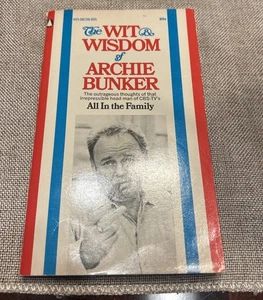 The WIT &
WISDOM
of
ARCHIE
BUNKER
The outrageous thoughts of that
irrepressible head man of CBS-TV's
All In the Family